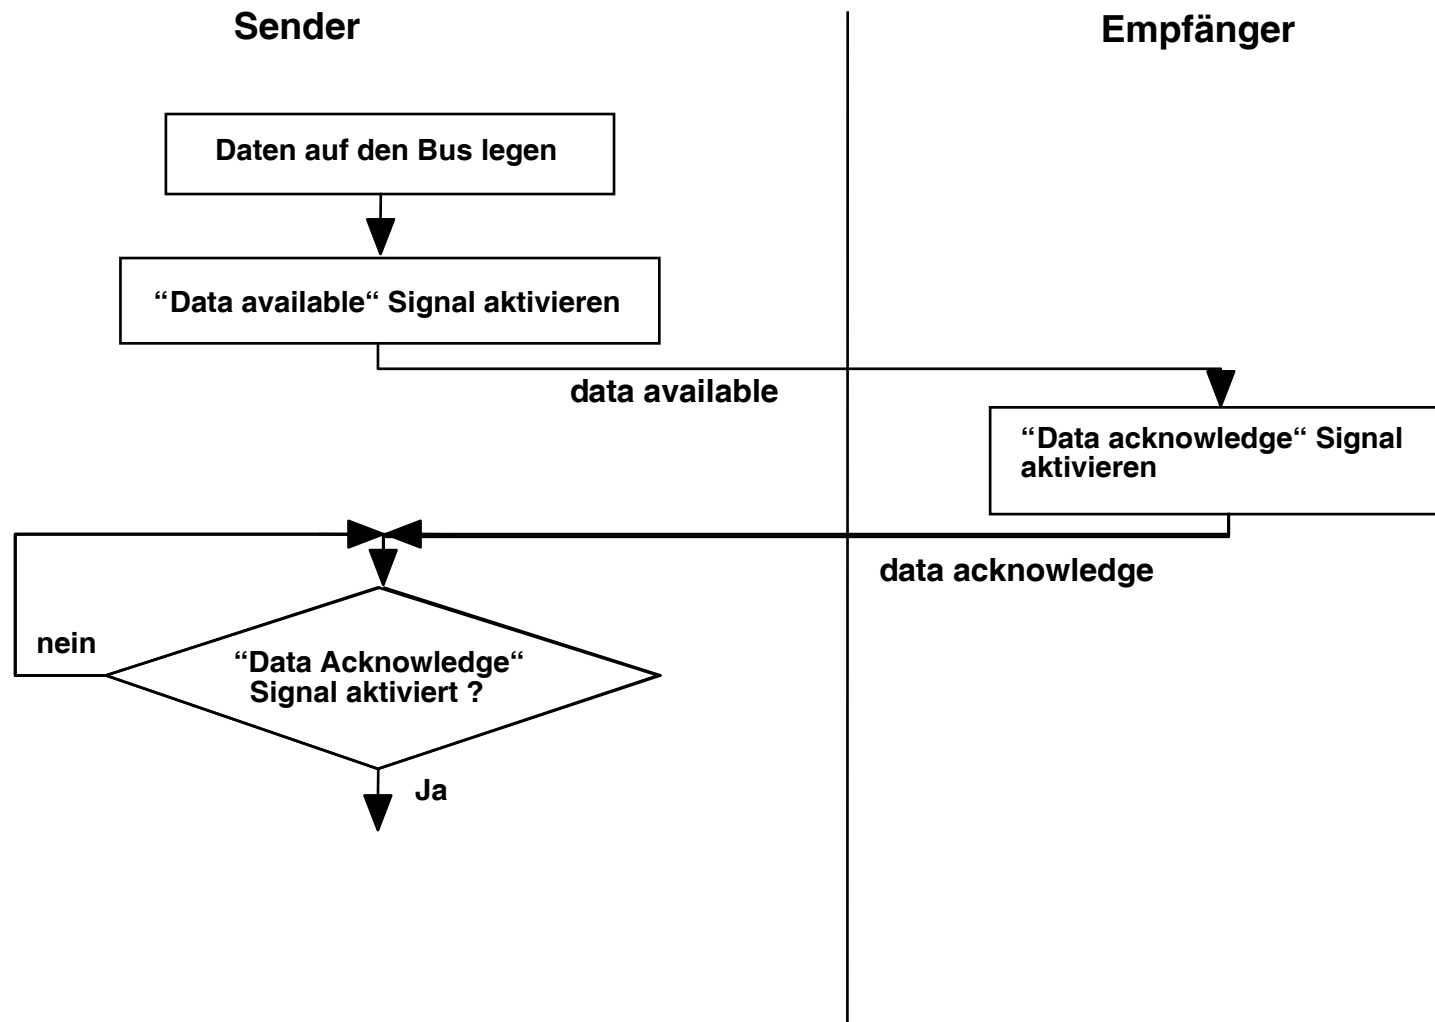 Sender
Empfänger
Daten auf den Bus legen
“Data available“ Signal aktivieren
data available
“Data acknowledge“ Signal
aktivieren
data acknowledge
nein
“Data Acknowledge“
Signal aktiviert ?
Ja